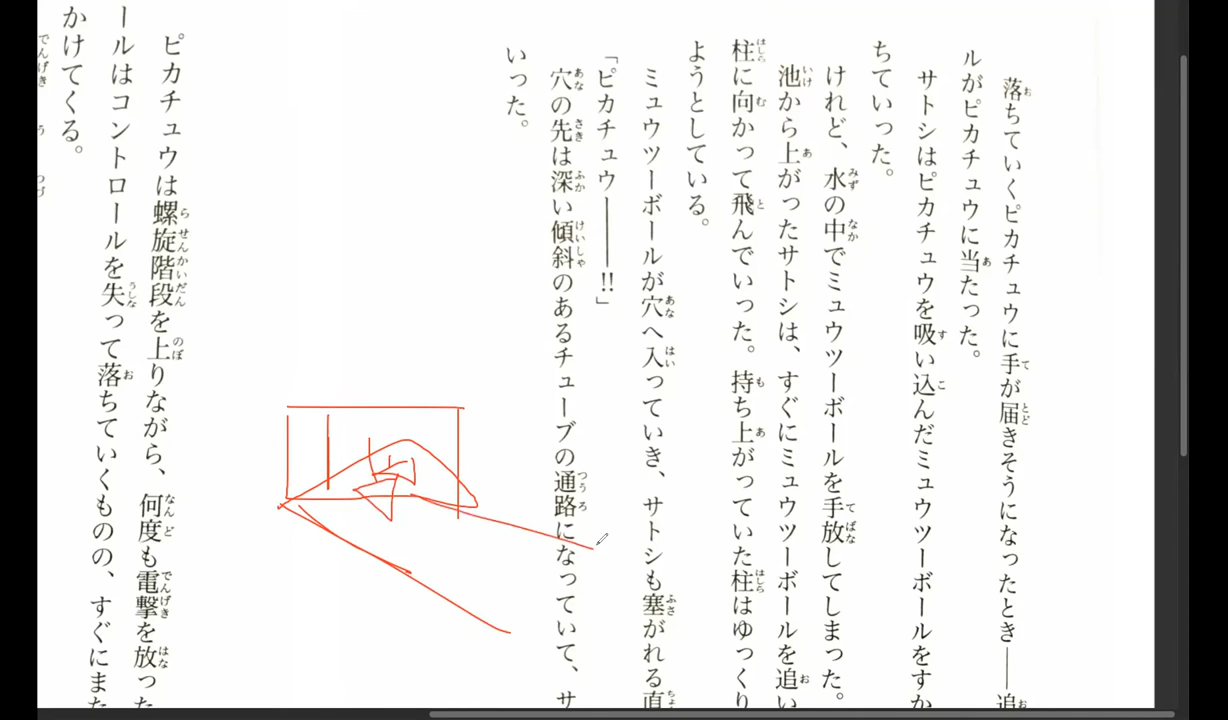 落ちていくピカチュウに手が届きそうになったとき――追
ルがピカチュウに当たった。
サトシはピカチュウを吸い込んだミュウツーボールをすか
ちていった。
けれど、水の中でミュウツーボールを手放してしまった。
池から上がったサトシは、すぐにミュウツーボールを追い
柱に向かって飛んでいった。持ち上がっていた柱はゆっくり
ようとしている。
ミュウツーボールが穴へ入っていき、サトシも塞がれる直
「ピカチュウ――――!!」
穴の先は深い傾斜のあるチューブの通路になっていて、サ
いった。
ピカチュウは螺旋階段を上りながら、何度も電撃を放った
ールはコントロールを失って落ちていくものの、すぐにまた
かけてくる。